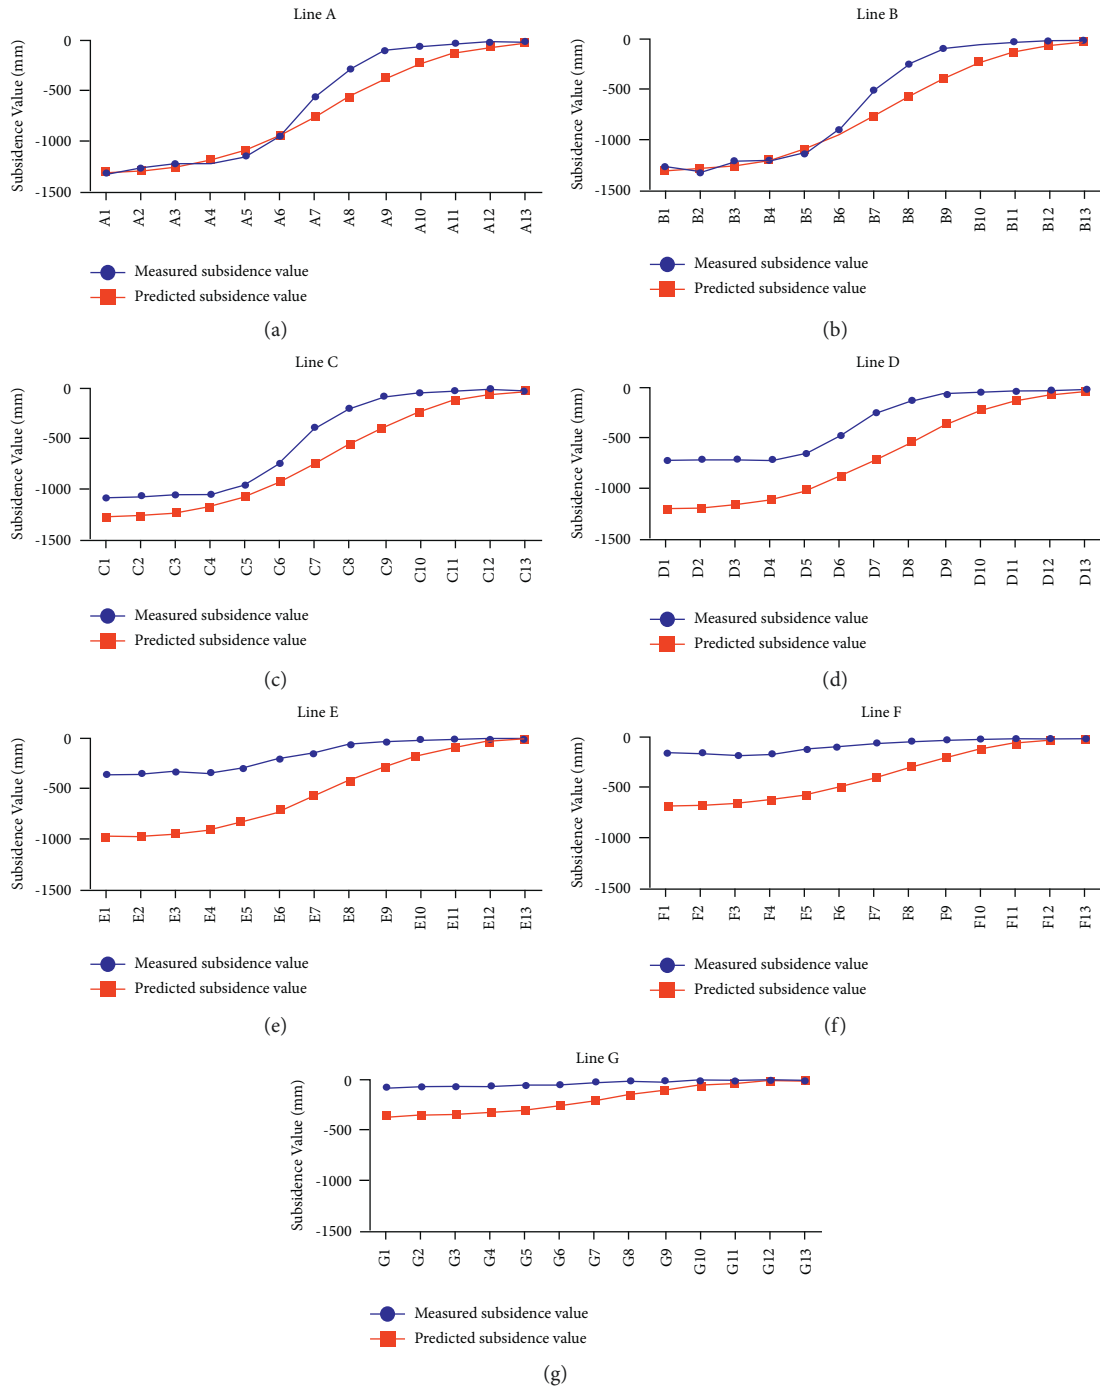 Line A
Subsidence Value (mm)
0
-500
-1000
-1500
A1 A2 A3 A4 A5 A6 A7 A8 A9 A10 A11 A12 A13
Measured subsidence value
Predicted subsidence value
(a)
Line B
Subsidence Value (mm)
0
-500
-1000
-1500
B1 B2 B3 B4 B5 B6 B7 B8 B9 B10 B11 B12 B13
Measured subsidence value
Predicted subsidence value
(b)
Line C
Subsidence Value (mm)
0
-500
-1000
-1500
C1 C2 C3 C4 C5 C6 C7 C8 C9 C10 C11 C12 C13
Measured subsidence value
Predicted subsidence value
(c)
Line D
Subsidence Value (mm)
0
-500
-1000
-1500
D1 D2 D3 D4 D5 D6 D7 D8 D9 D10 D11 D12 D13
Measured subsidence value
Predicted subsidence value
(d)
Line E
Subsidence Value (mm)
0
-500
-1000
-1500
E1 E2 E3 E4 E5 E6 E7 E8 E9 E10 E11 E12 E13
Measured subsidence value
Predicted subsidence value
(e)
Line F
Subsidence Value (mm)
0
-500
-1000
-1500
F1 F2 F3 F4 F5 F6 F7 F8 F9 F10 F11 F12 F13
Measured subsidence value
Predicted subsidence value
(f)
Line G
Subsidence Value (mm)
0
-500
-1000
-1500
G1 G2 G3 G4 G5 G6 G7 G8 G9 G10 G11 G12 G13
Measured subsidence value
Predicted subsidence value
(g)